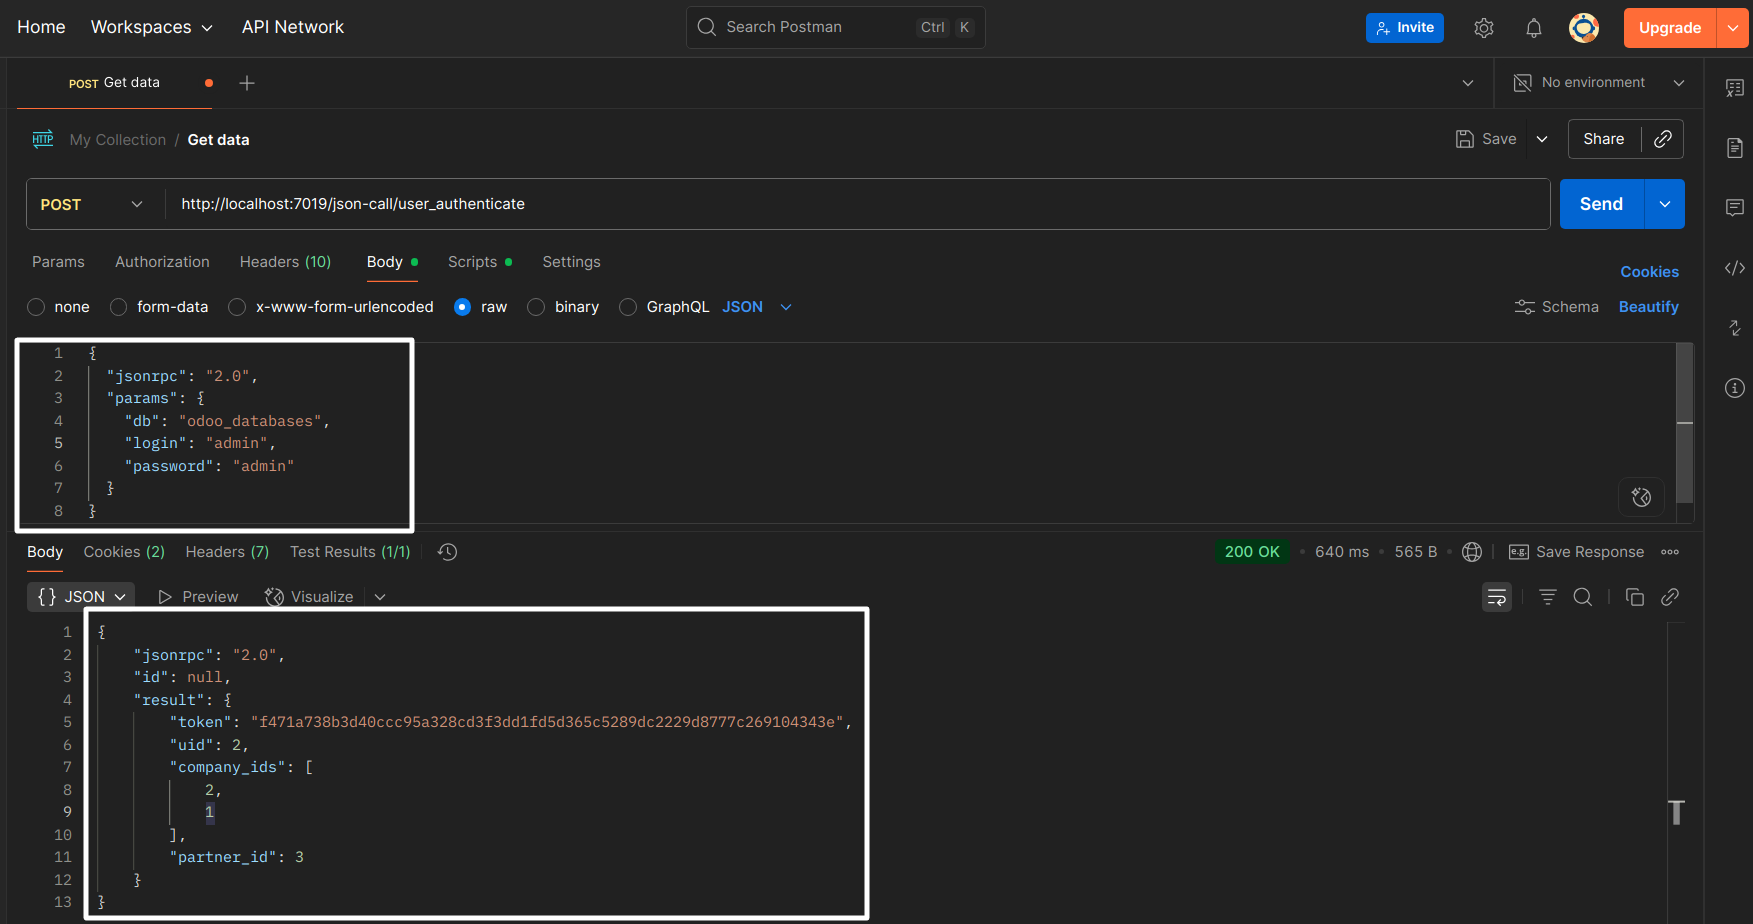 Home Workspaces API Network Search Postman Ctrl K Invite Upgrade
POST Get data No environment
HTTP My Collection / Get data Save Share
POST http://localhost:7019/json-call/user_authenticate Send
Params Authorization Headers (10) Body Scripts Settings Cookies
none form-data x-www-form-urlencoded raw binary GraphQL JSON Schema Beautify
1 {
2 "jsonrpc": "2.0",
3 "params": {
4 "db": "odoo_databases",
5 "login": "admin",
6 "password": "admin"
7 }
8 }
Body Cookies (2) Headers (7) Test Results (1/1) 200 OK • 640 ms • 565 B • e.g. Save Response
{} JSON Preview Visualize
1 {
2 "jsonrpc": "2.0",
3 "id": null,
4 "result": {
5 "token": "f471a738b3d40ccc95a328cd3f3dd1fd5d365c5289dc2229d8777c269104343e",
6 "uid": 2,
7 "company_ids": [
8 2,
9 1
10 ],
11 "partner_id": 3
12 }
13 }